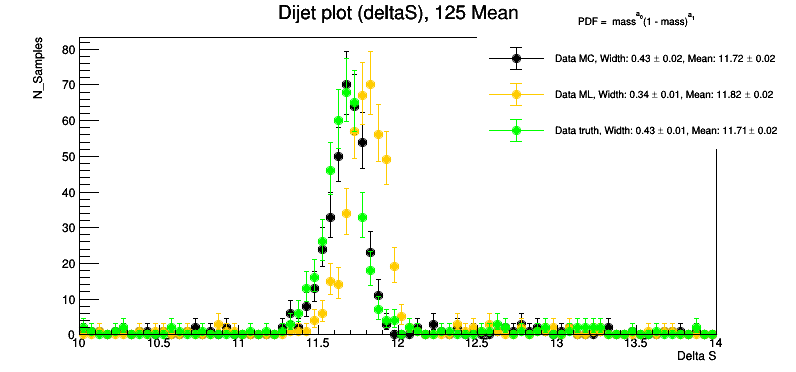 Dijet plot (deltaS), 125 Mean
PDF = mass^a0(1 - mass)^a1
Data MC, Width: 0.43 ± 0.02, Mean: 11.72 ± 0.02
Data ML, Width: 0.34 ± 0.01, Mean: 11.82 ± 0.02
Data truth, Width: 0.43 ± 0.01, Mean: 11.71± 0.02
N_Samples
80
70
60
50
40
30
20
10
0
10 10.5 11 11.5 12 12.5 13 13.5 14
Delta S